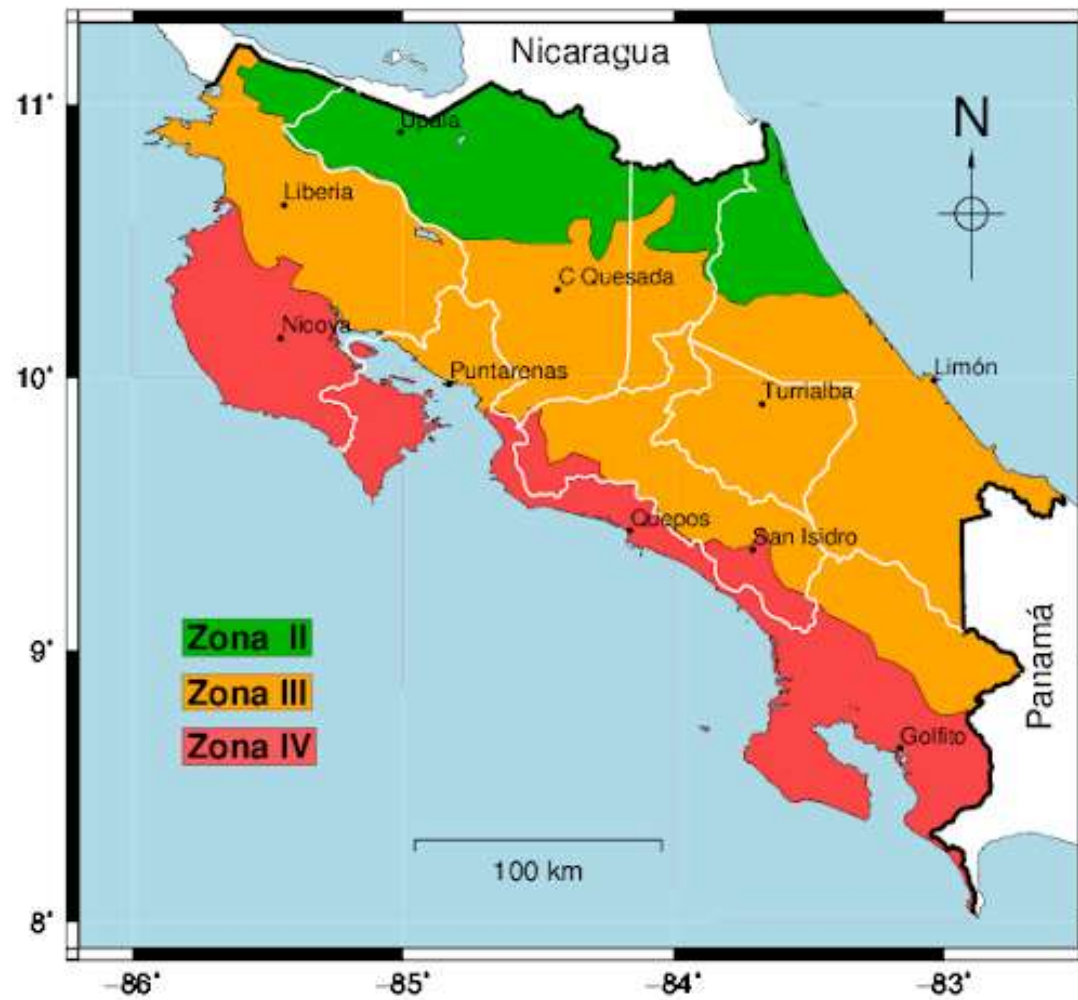 Nicaragua
11°
N
Upala
Liberia
C Quesada
Nicoya
10°
Puntarenas
Limón
Turrialba
Quepos
San Isidro
Panamá
Zona II
9°
Zona III
Zona IV
Golfito
100 km
8°
−86°
−85°
−84°
−83°